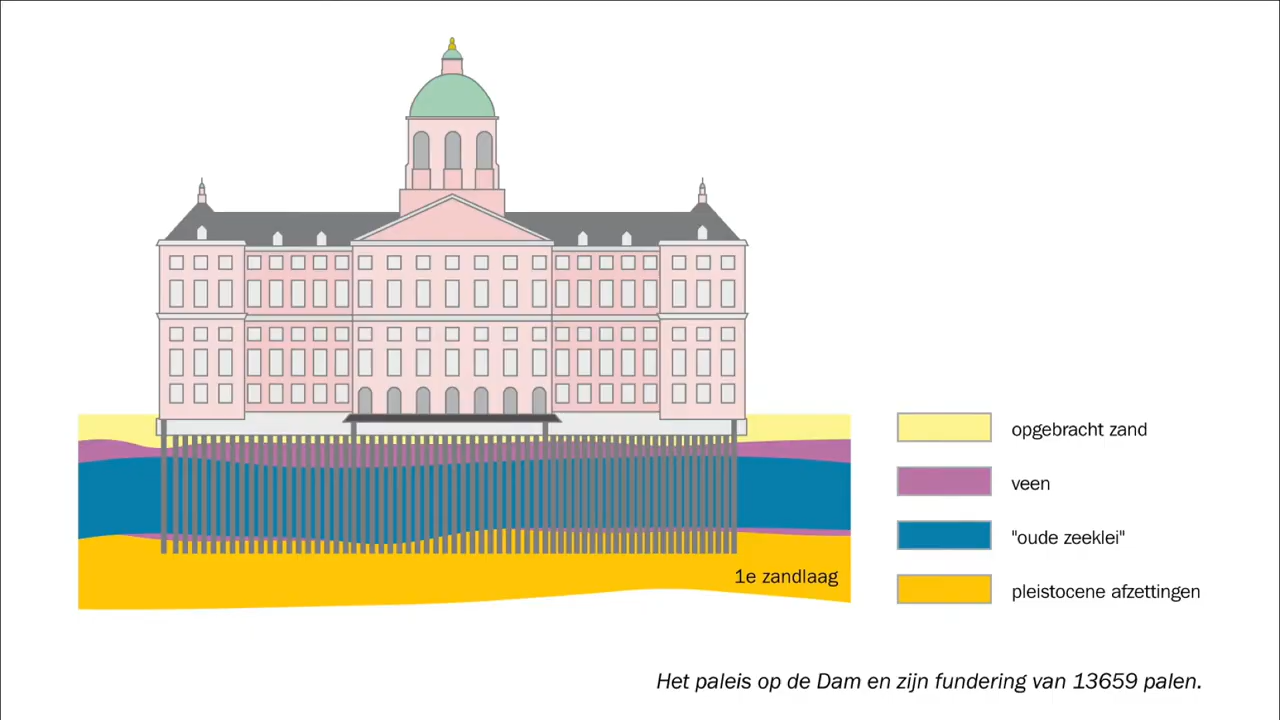 opgebracht zand
veen
"oude zeeklei"
1e zandlaag
pleistocene afzettingen
Het paleis op de Dam en zijn fundering van 13659 palen.